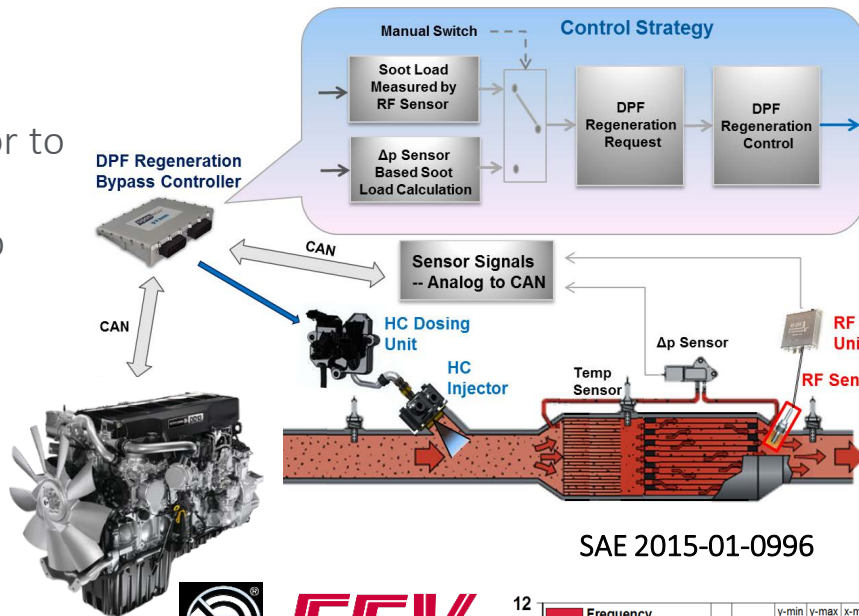 Manual Switch
Control Strategy
Soot Load
Measured by
RF Sensor
DPF
Regeneration
Request
DPF
Regeneration
Control
Δp Sensor
Based Soot
Load Calculation
or to
DPF Regeneration
Bypass Controller
CAN
Sensor Signals
-- Analog to CAN
CAN
HC Dosing
Unit
HC
Injector
Temp
Sensor
Δp Sensor
RF
Uni
RF Sen
SAE 2015-01-0996
FEV
12
Frequency
y-min y-max x-m